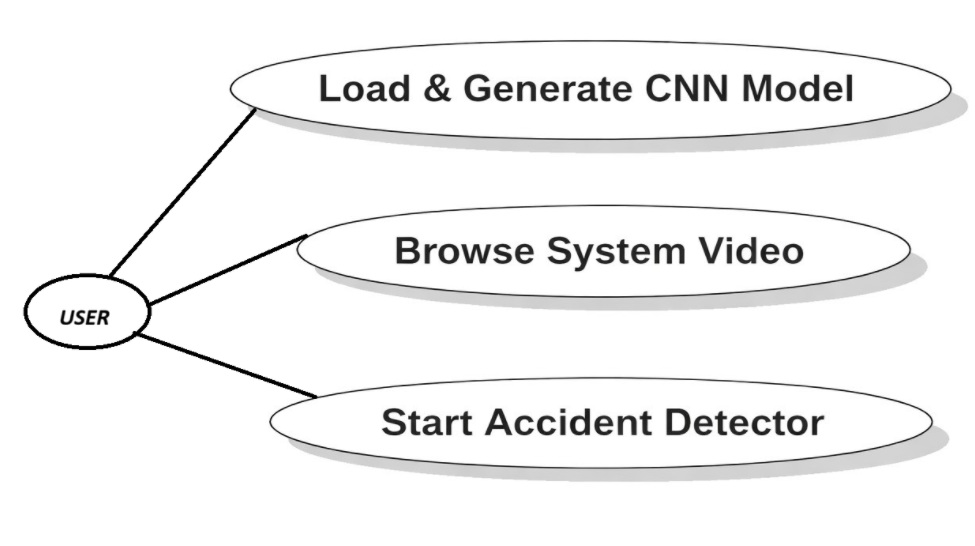 Load & Generate CNN Model
Browse System Video
USER
Start Accident Detector